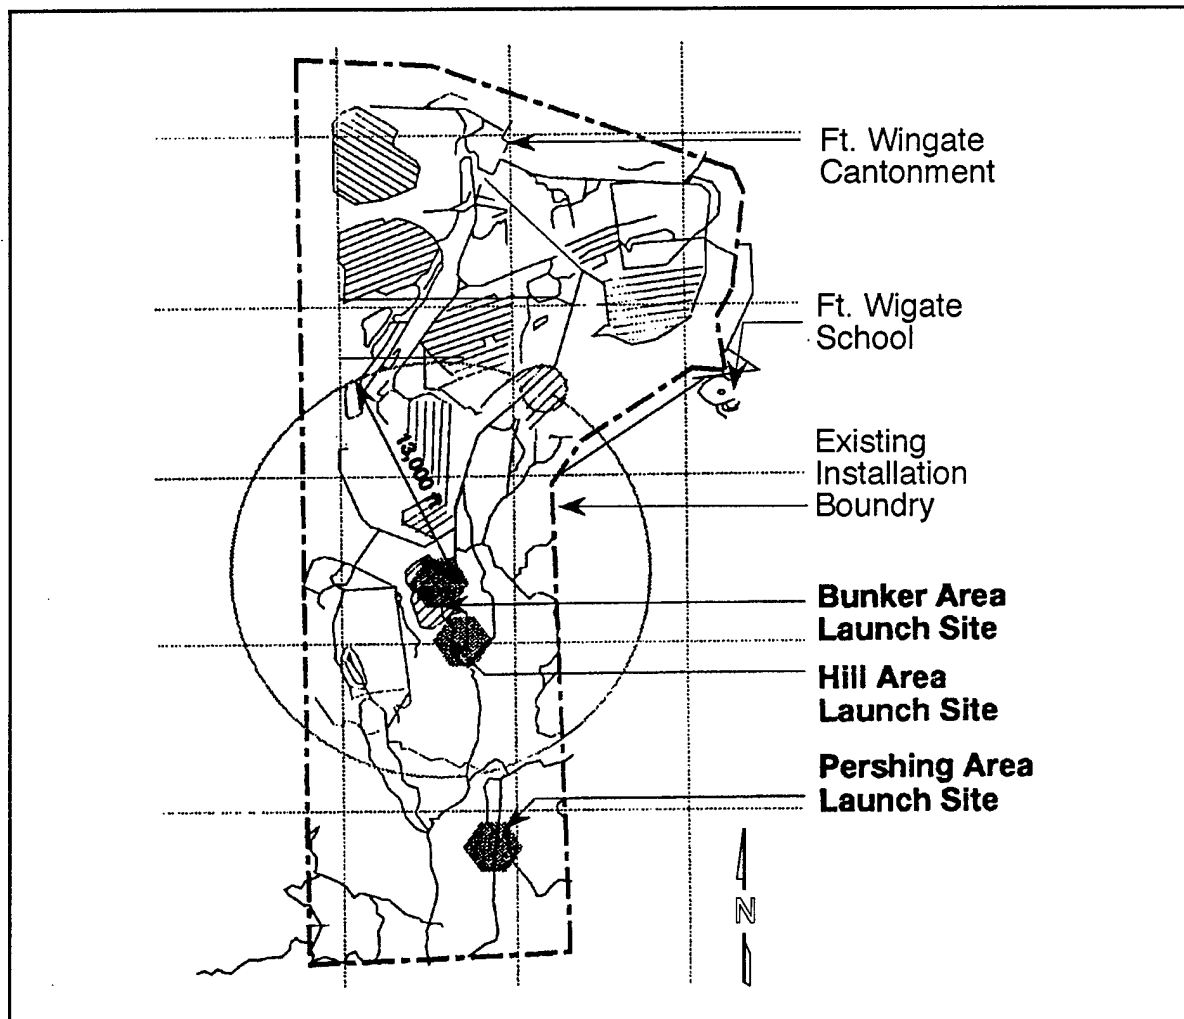 Ft. Wingate
Cantonment
Ft. Wigate
School
Existing
Installation
Boundry
13,000 ft
Bunker Area
Launch Site
Hill Area
Launch Site
Pershing Area
Launch Site
N